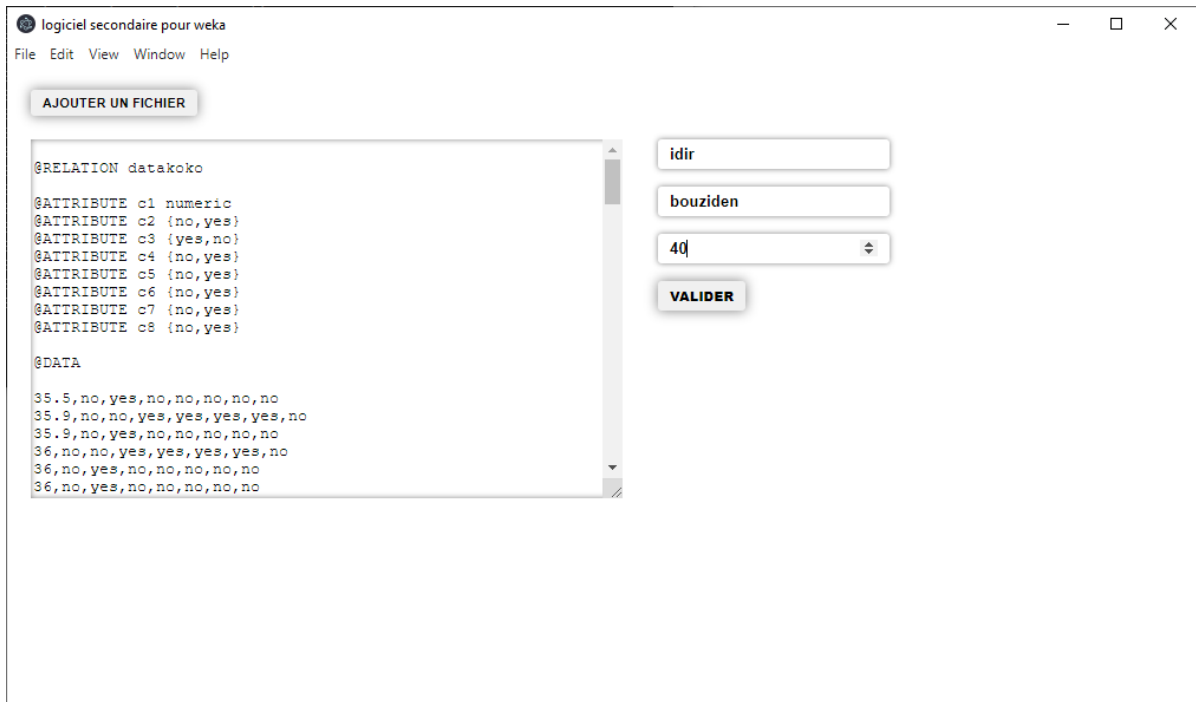 logiciel secondaire pour weka
File Edit View Window Help
AJOUTER UN FICHIER
@RELATION datakoko
@ATTRIBUTE c1 numeric
@ATTRIBUTE c2 {no,yes}
@ATTRIBUTE c3 {yes,no}
@ATTRIBUTE c4 {no,yes}
@ATTRIBUTE c5 {no,yes}
@ATTRIBUTE c6 {no,yes}
@ATTRIBUTE c7 {no,yes}
@ATTRIBUTE c8 {no,yes}
@DATA
35.5,no,yes,no,no,no,no,no
35.9,no,no,yes,yes,yes,yes,no
35.9,no,yes,no,no,no,no,no
36,no,no,yes,yes,yes,yes,no
36,no,yes,no,no,no,no,no
36,no,yes,no,no,no,no,no
idir
bouziden
40
VALIDER